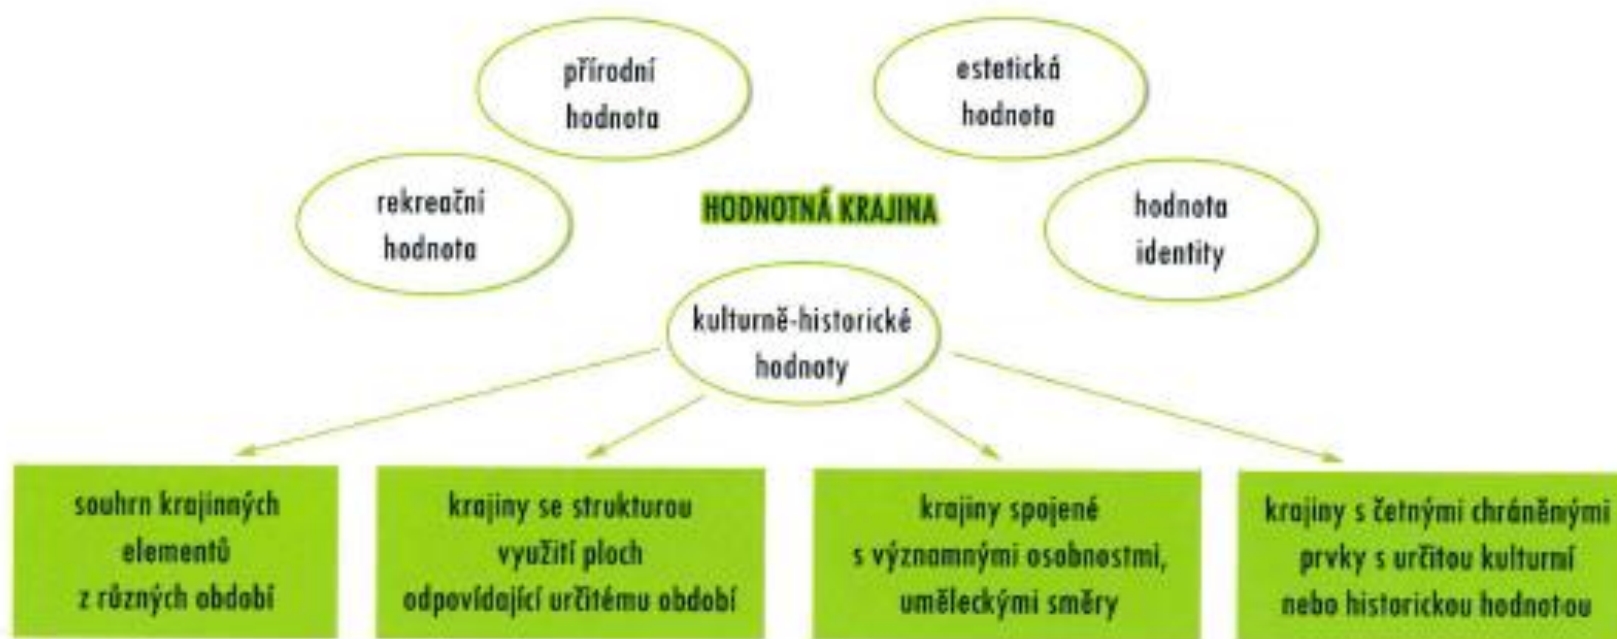 přírodní
hodnota
estetická
hodnota
rekreační
hodnota
HODNOTNÁ KRAJINA
hodnota
identity
kulturně-historické
hodnoty
souhrn krajinných
elementů
z různých období
krajiny se strukturou
využití ploch
odpovídající určitému období
krajiny spojené
s významnými osobnostmi,
uměleckými směry
krajiny s četnými chráněnými
prvky s určitou kulturní
nebo historickou hodnotou